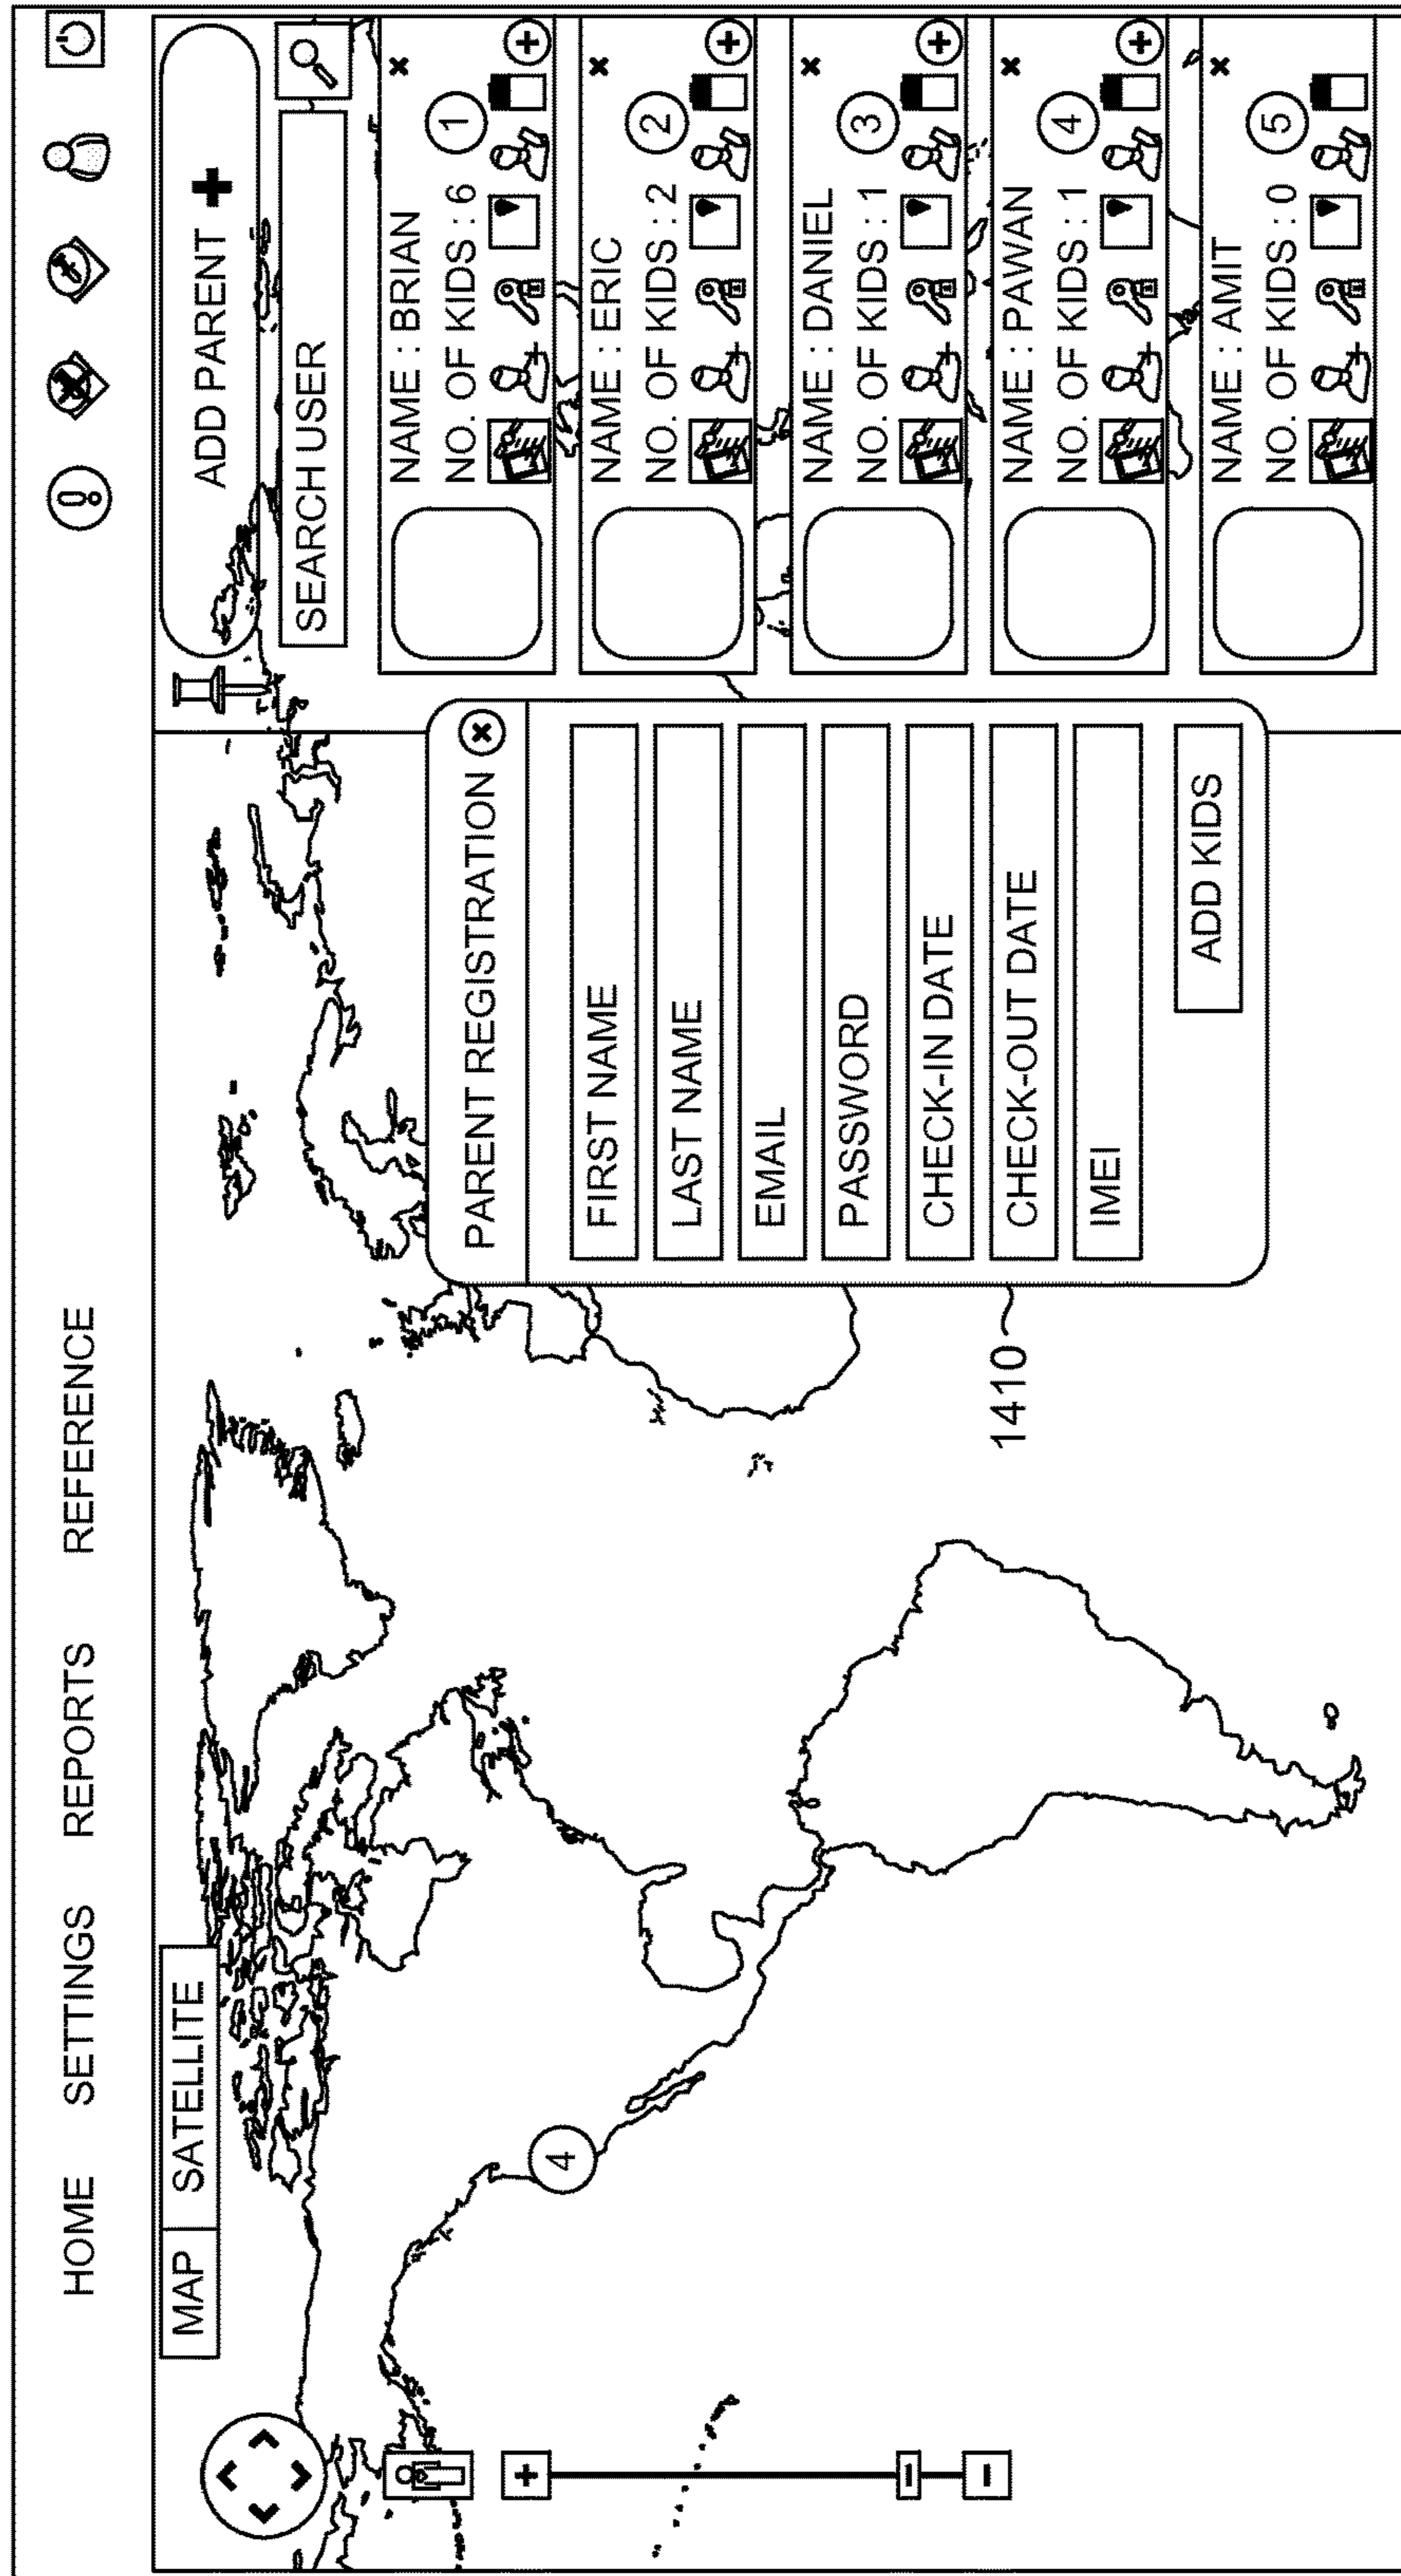 HOME SETTINGS REPORTS REFERENCE
MAP SATELLITE
ADD PARENT +
SEARCH USER
NAME : BRIAN
NO. OF KIDS : 6
1
NAME : ERIC
NO. OF KIDS : 2
2
NAME : DANIEL
NO. OF KIDS : 1
3
NAME : PAWAN
NO. OF KIDS : 1
4
NAME : AMIT
NO. OF KIDS : 0
5
PARENT REGISTRATION
FIRST NAME
LAST NAME
EMAIL
PASSWORD
CHECK-IN DATE
CHECK-OUT DATE
IMEI
ADD KIDS
1410
4